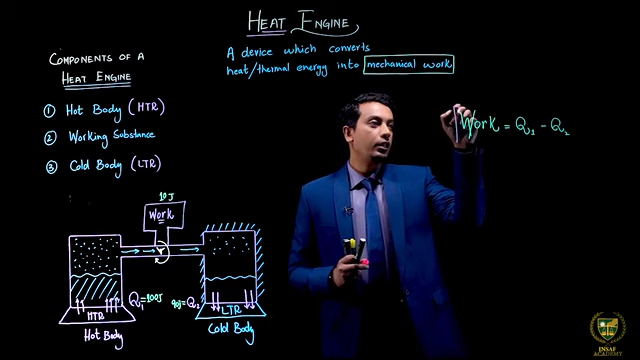 HEAT ENGINE
A device which converts
heat/thermal energy into mechanical work
COMPONENTS OF A
HEAT ENGINE
① Hot Body (HTR)
② Working Substance
③ Cold Body (LTR)
Work = Q₁ - Q₂
10J
Work
Q₁=100J
90J=Q₂
HTR
LTR
Hot Body
Cold Body
INSAF
ACADEMY